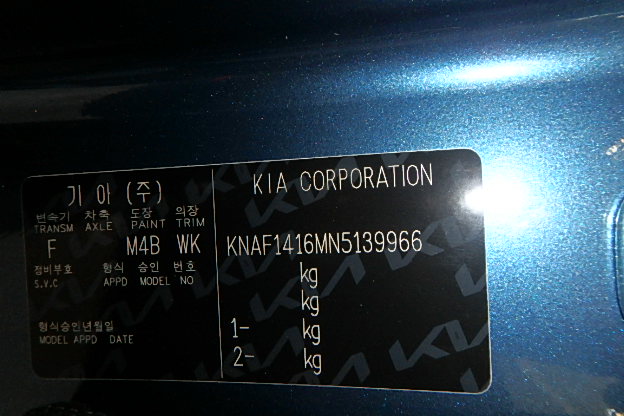 기아(주)
변속기 차축 도장 의장
TRANSM AXLE PAINT TRIM
F M4B WK
정비부호 형식 승인 번호
S.V.C APPD MODEL NO
형식승인년월일
MODEL APPD DATE
KIA CORPORATION
KNAF1416MN5139966
kg
kg
1- kg
2- kg